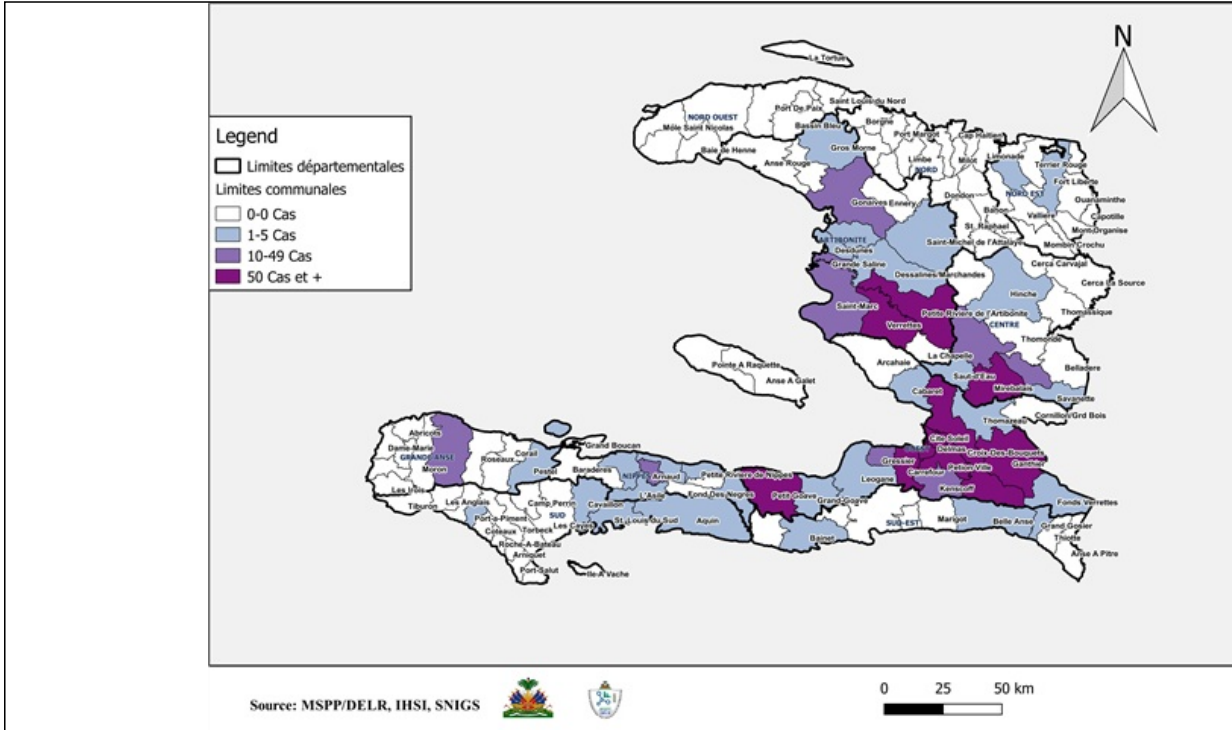 N
Legend
Limites départementales
Limites communales
0-0 Cas
1-5 Cas
10-49 Cas
50 Cas et +
La Tortue
Saint Louis du Nord
Port De Paix
NORD OUEST
Bassin Bleu
Borgne
Môle Saint Nicolas
Port Margot
Cap Haitien
Baie de Henne
Gros Morne
Anse Rouge
Limbe
Milot
Limonade
NORD
Terrier Rouge
Fort Liberte
NORD EST
Ouanaminthe
Gonaives
Ennery
Dondon
Bahon
Valliere
Capotille
St. Raphael
Mont-Organise
ARTIBONITE
Saint-Michel de l'Attalaye
Mombin Crochu
Desdunes
Grande Saline
Cerca Carvajal
Dessalines/Marchandes
Cerca La Source
Hinche
Saint-Marc
Petite Riviere de l'Artibonite
Thomassique
Verrettes
CENTRE
Thomonde
La Chapelle
Arcahaie
Belladere
Pointe A Raquette
Saut-d'Eau
Anse A Galet
Mirebalais
Cabaret
Savanette
Cornillon/Grd Bois
Thomazeau
Abricots
Cite Soleil
Grand Boucan
Dame-Marie
Delmas
Croix-Des-Bouquets
GRANDE ANSE
Corail
Roseaux
Gressier
Ganthier
Moron
Pestel
Baraderes
Petite Riviere de Nippes
Carrefour
Petion Ville
NIPPES
Arnaud
Leogane
Les Irois
Kenscoff
L'Asile
Fond Des Negres
Petit Goave
Grand Goave
Les Anglais
Camp Perrin
Cavaillon
Fonds Verrettes
Tiburon
SUD
Port-a-Piment
St. Louis du Sud
Aquin
SUD-EST
Marigot
Belle Anse
Grand Gosier
Coteaux
Torbeck
Les Cayes
Bainet
Thiotte
Roche-A-Bateau
Arniquet
Anse A Pitre
Port-Salut
Ile-A Vache
Source: MSPP/DELR, IHSI, SNIGS
0 25 50 km